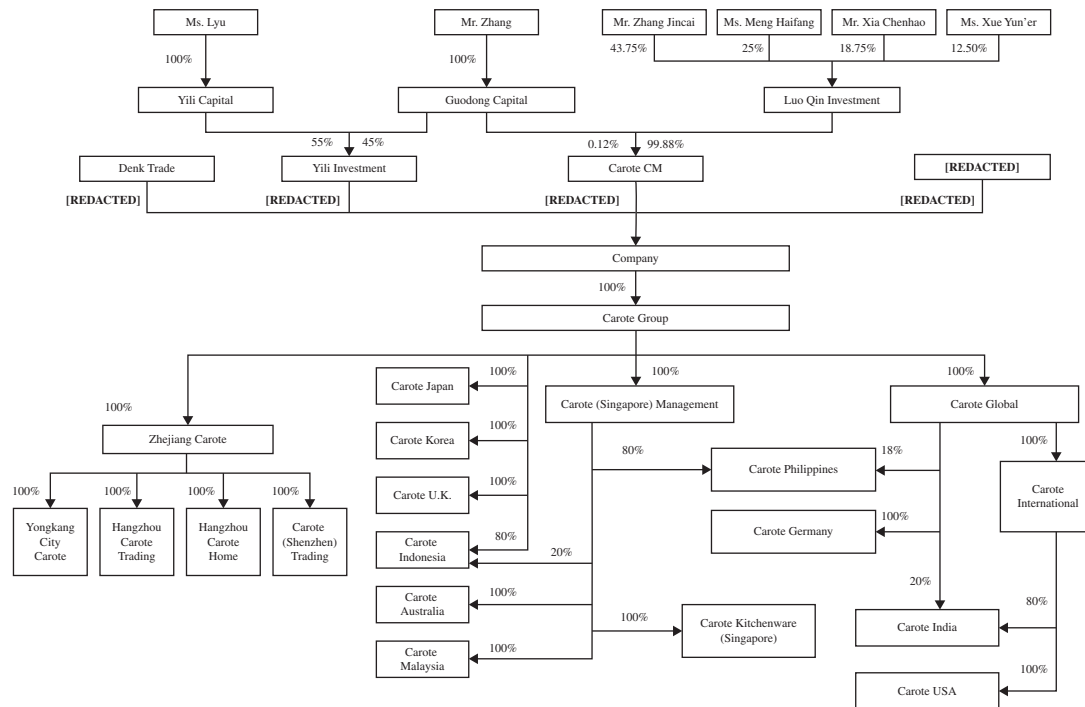 Ms. Lyu
Mr. Zhang
Mr. Zhang Jincai
Ms. Meng Haifang
Mr. Xia Chenhao
Ms. Xue Yun’er
100%
100%
43.75%
25%
18.75%
12.50%
Yili Capital
Guodong Capital
Luo Qin Investment
55%
45%
0.12%
99.88%
Denk Trade
Yili Investment
Carote CM
[REDACTED]
[REDACTED]
[REDACTED]
[REDACTED]
[REDACTED]
Company
100%
Carote Group
100%
100%
100%
100%
Carote Japan
Carote (Singapore) Management
Carote Global
Zhejiang Carote
100%
Carote Korea
80%
Carote Philippines
18%
100%
Carote
International
100%
100%
100%
100%
100%
Carote U.K.
Yongkang
City
Carote
Hangzhou
Carote
Trading
Hangzhou
Carote
Home
Carote
(Shenzhen)
Trading
Carote Germany
100%
80%
Carote
Indonesia
20%
20%
80%
100%
Carote
Australia
100%
Carote Kitchenware
(Singapore)
Carote India
100%
Carote
Malaysia
100%
Carote USA